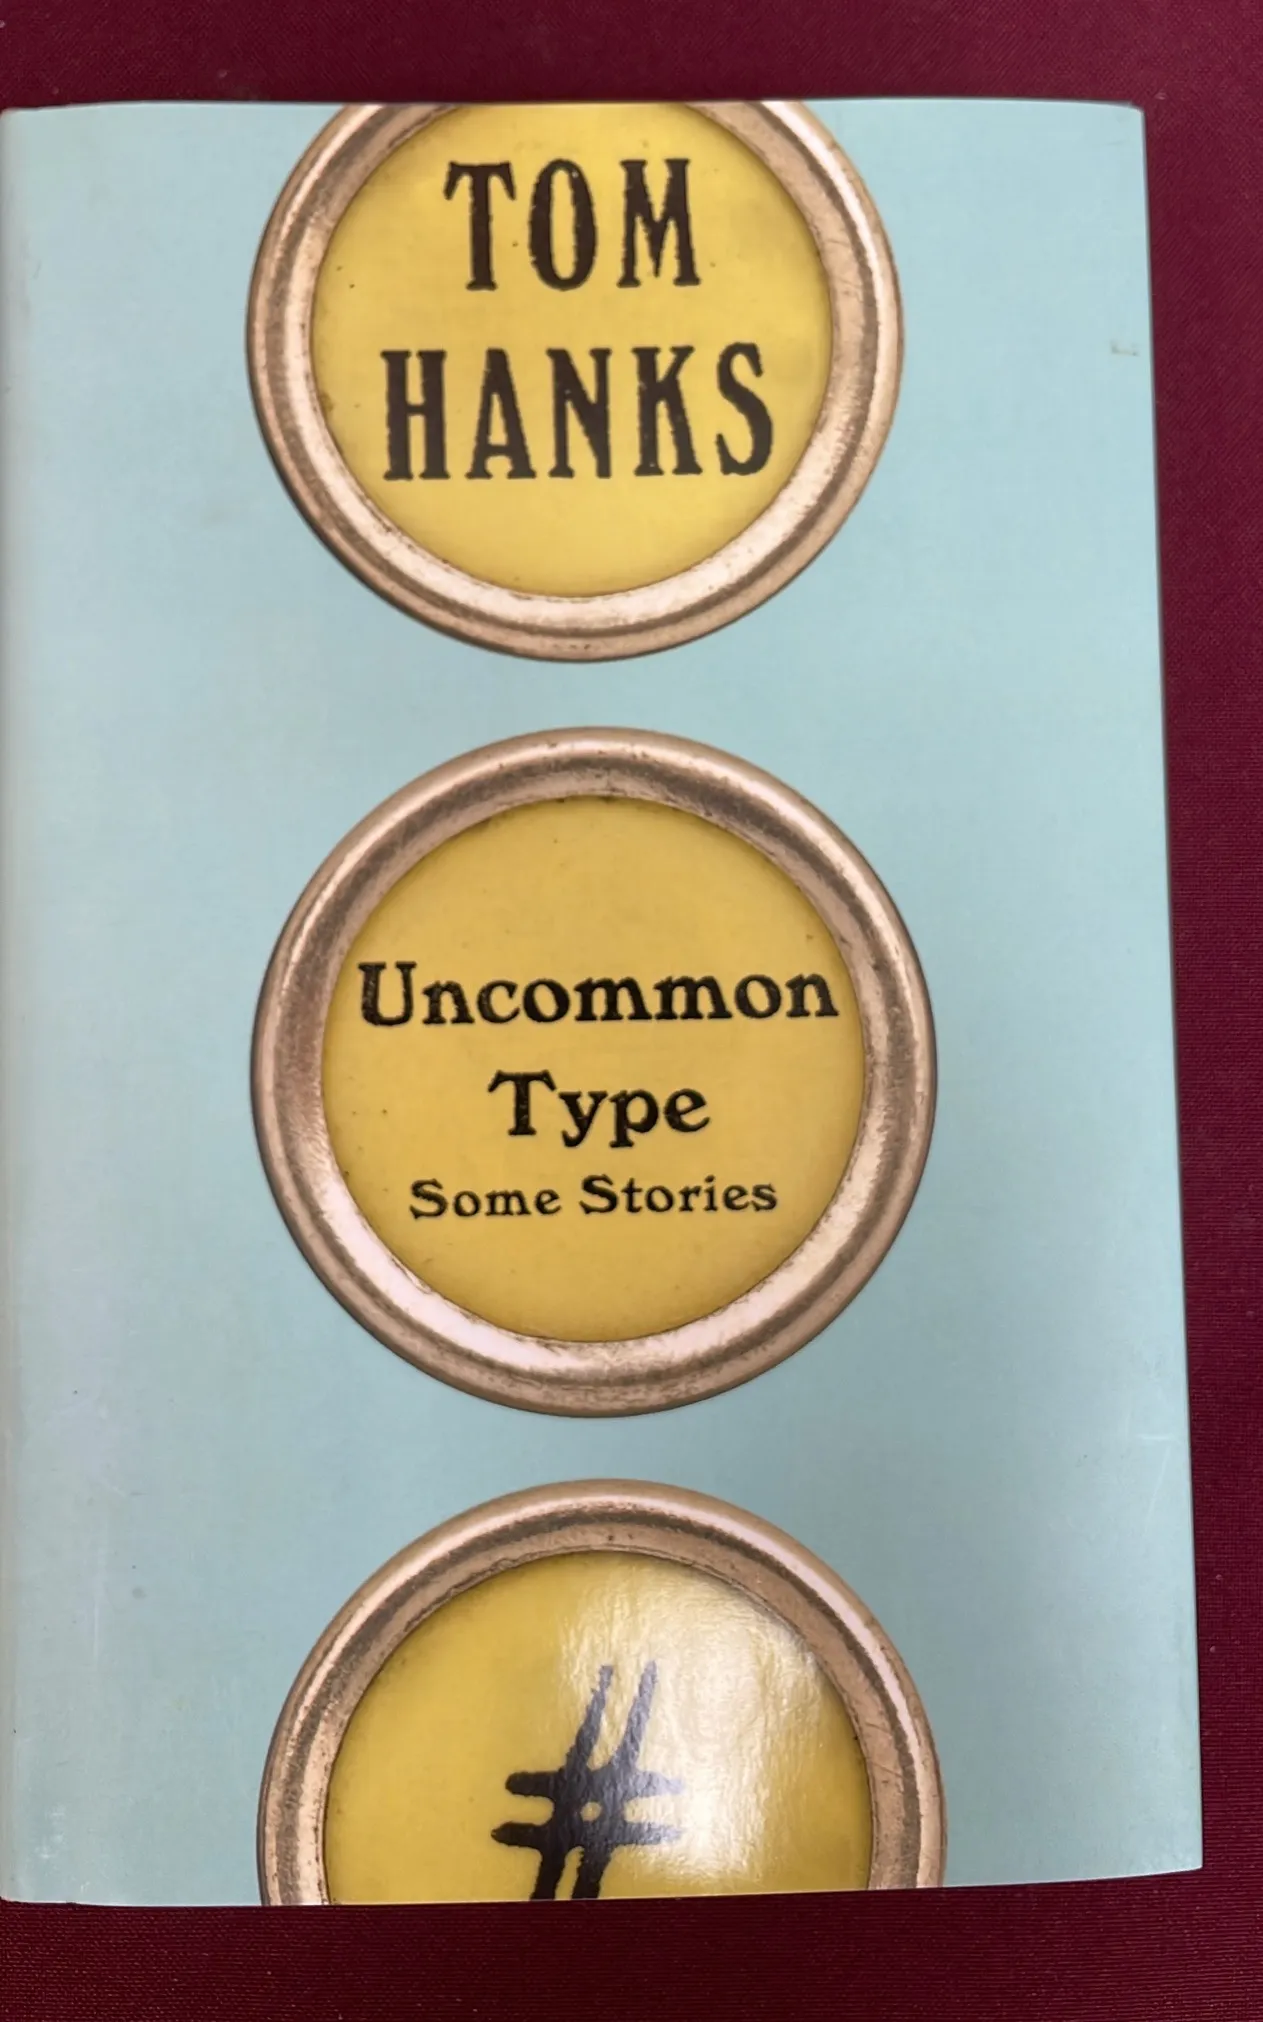 TOM
HANKS
Uncommon
Type
Some Stories
#